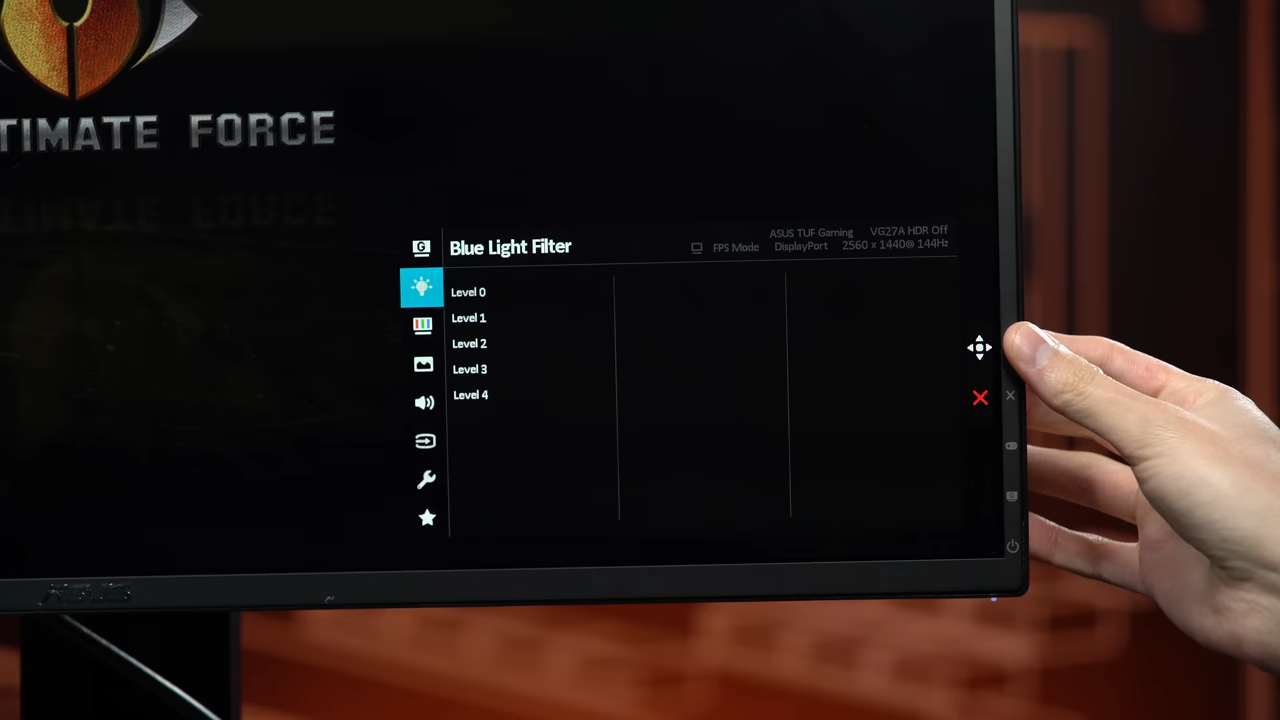 TIMATE FORCE
Blue Light Filter
ASUS TUF Gaming VG27A HDR Off
FPS Mode DisplayPort 2560 x 1440@ 144Hz
Level 0
Level 1
Level 2
Level 3
Level 4
ASUS